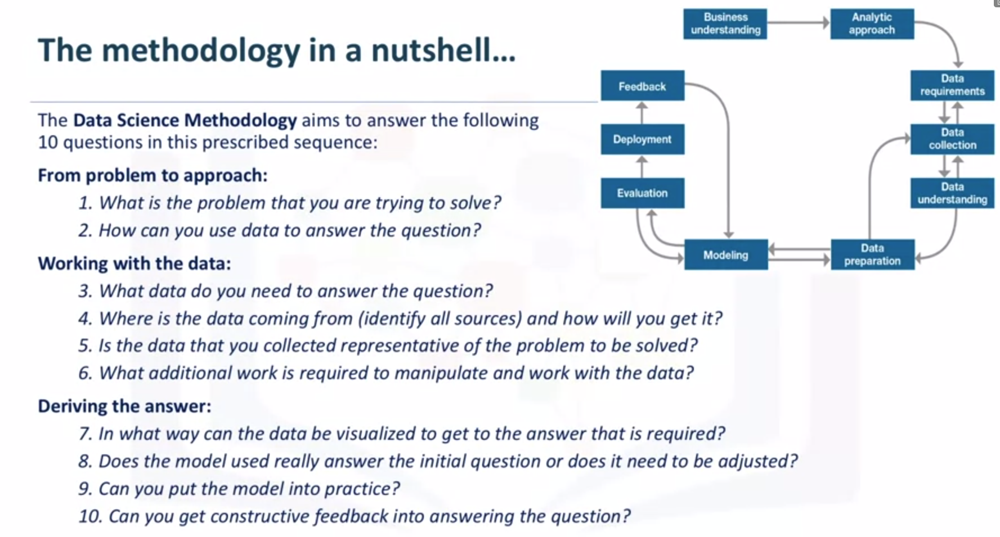 The methodology in a nutshell...
The Data Science Methodology aims to answer the following
10 questions in this prescribed sequence:
From problem to approach:
1. What is the problem that you are trying to solve?
2. How can you use data to answer the question?
Working with the data:
3. What data do you need to answer the question?
4. Where is the data coming from (identify all sources) and how will you get it?
5. Is the data that you collected representative of the problem to be solved?
6. What additional work is required to manipulate and work with the data?
Deriving the answer:
7. In what way can the data be visualized to get to the answer that is required?
8. Does the model used really answer the initial question or does it need to be adjusted?
9. Can you put the model into practice?
10. Can you get constructive feedback into answering the question?
Business
understanding
Analytic
approach
Data
requirements
Data
collection
Data
understanding
Data
preparation
Modeling
Evaluation
Deployment
Feedback